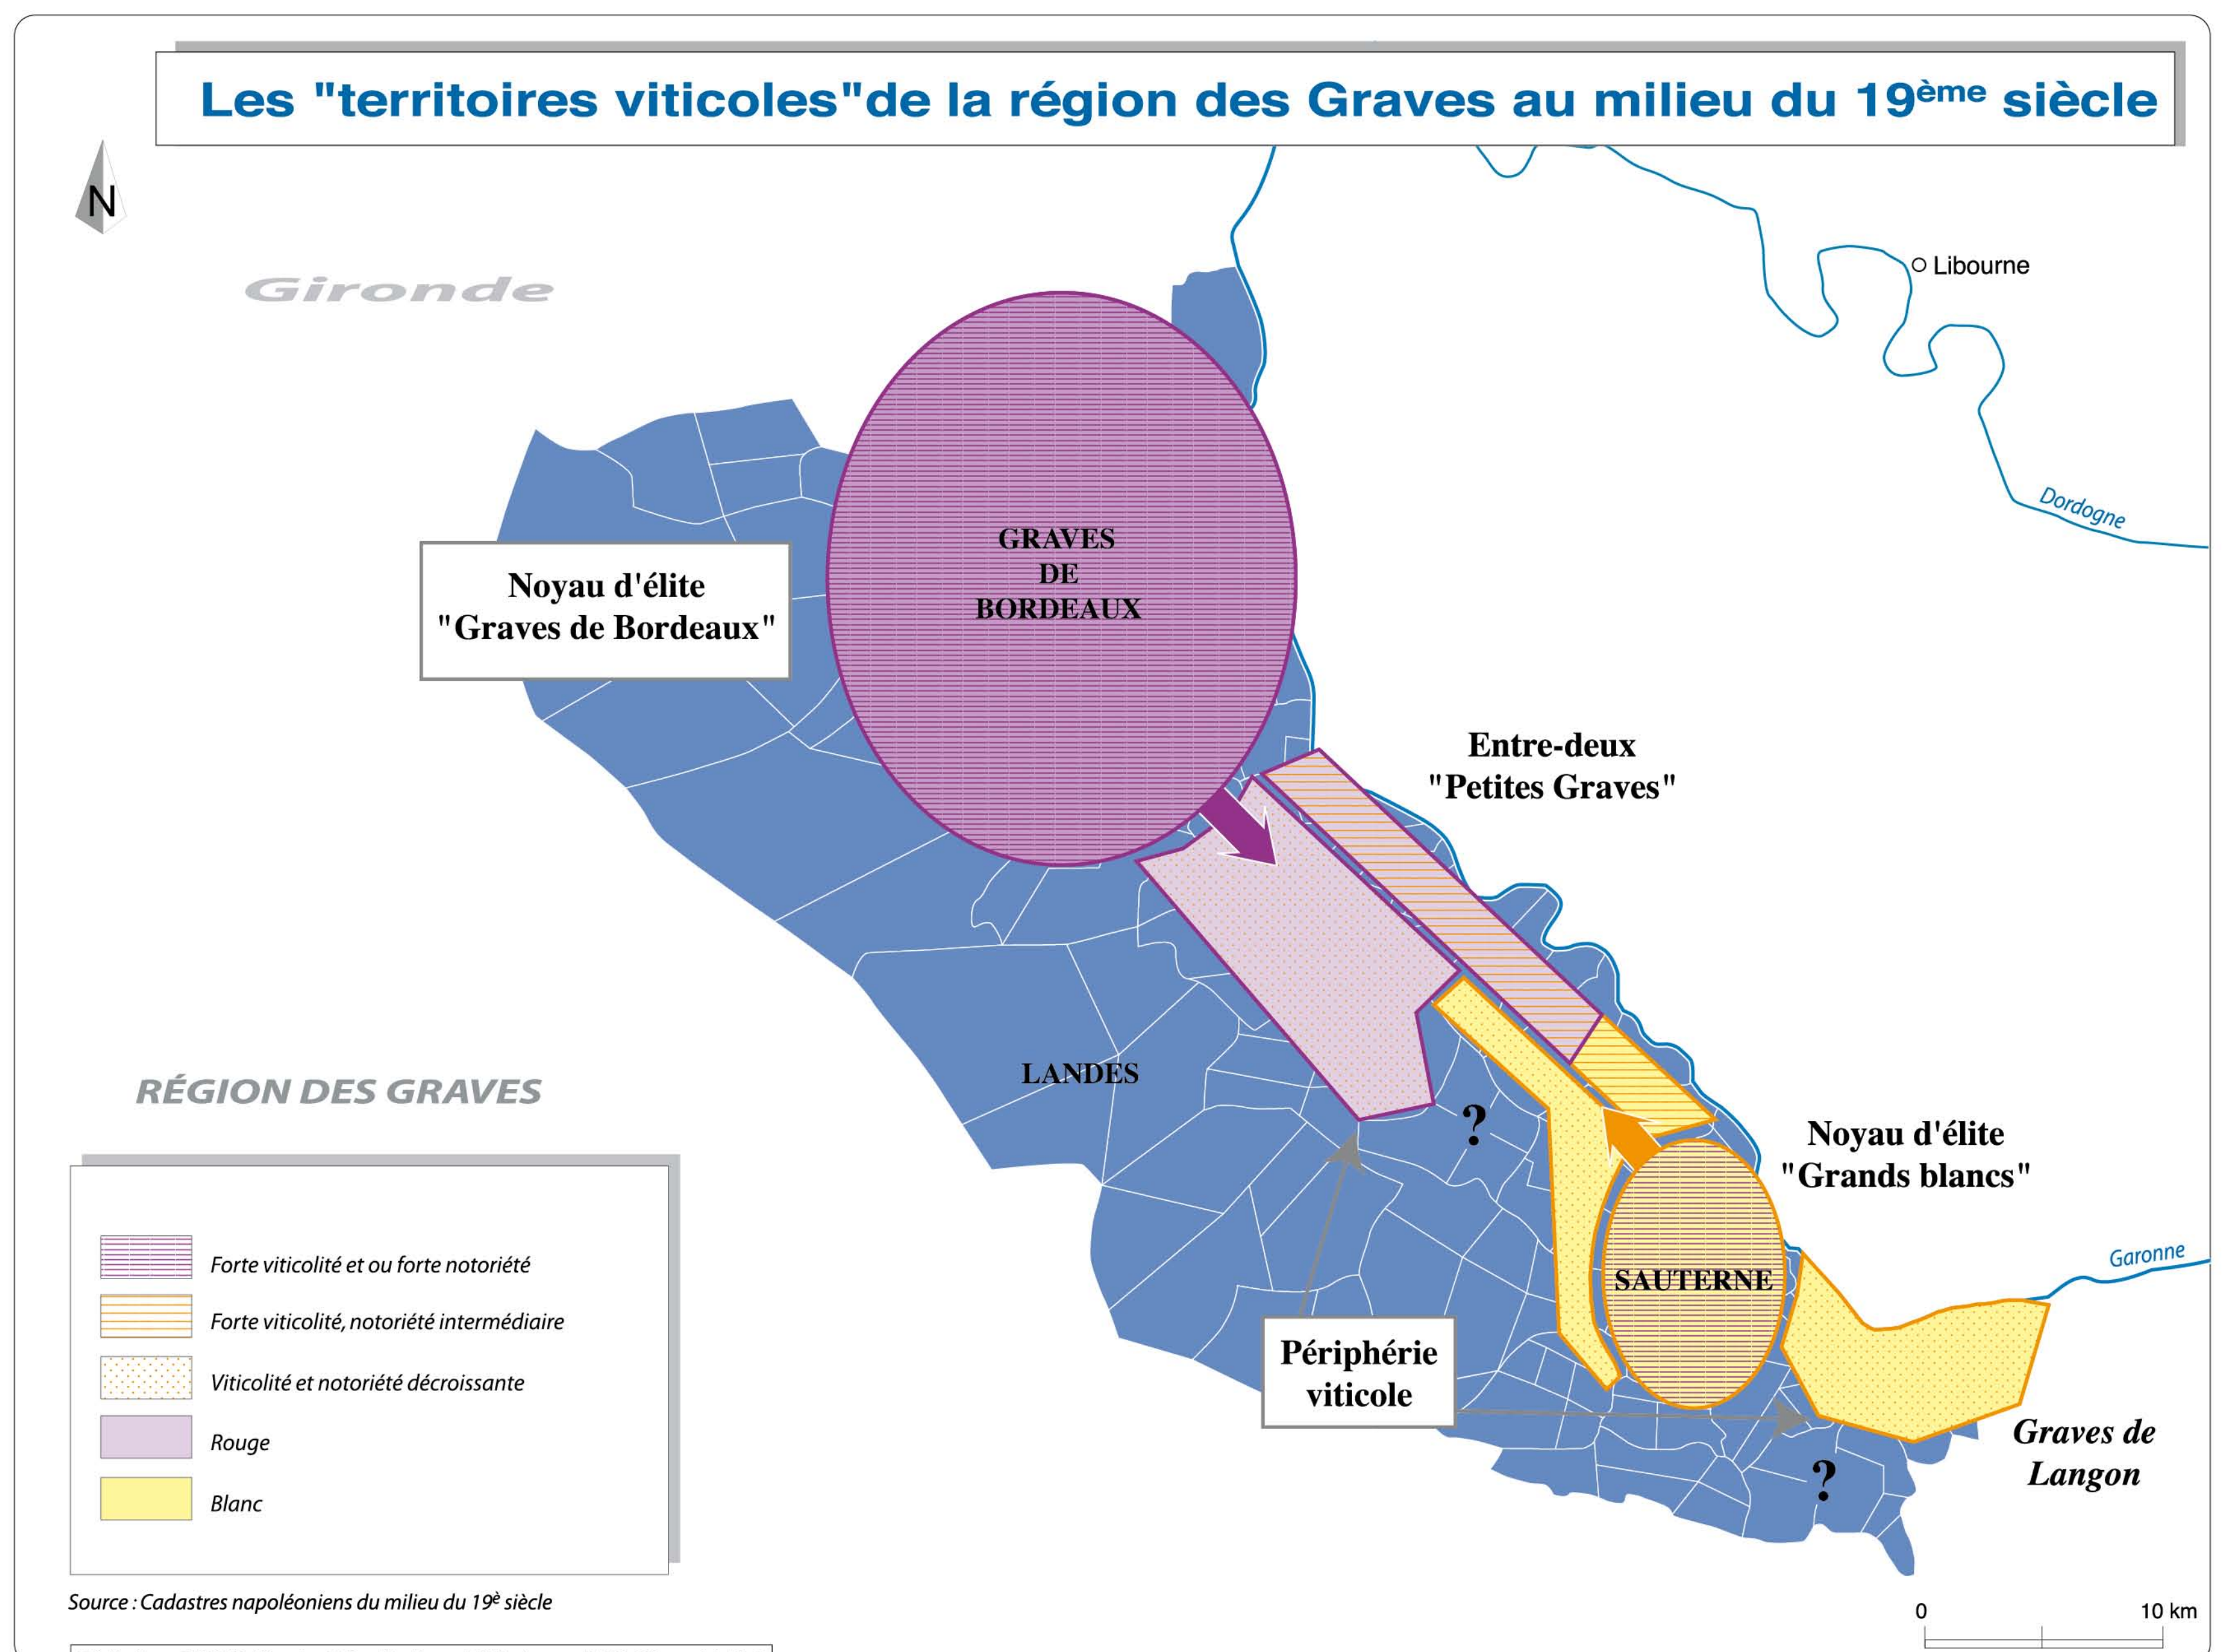 Les "territoires viticoles"de la région des Graves au milieu du 19ème siècle
N
Gironde
Libourne
Dordogne
GRAVES
DE
BORDEAUX
Noyau d'élite
"Graves de Bordeaux"
Entre-deux
"Petites Graves"
LANDES
?
Noyau d'élite
"Grands blancs"
SAUTERNE
Garonne
Périphérie
viticole
Graves de
Langon
?
RÉGION DES GRAVES
Forte viticolité et ou forte notoriété
Forte viticolité, notoriété intermédiaire
Viticolité et notoriété décroissante
Rouge
Blanc
Source : Cadastres napoléoniens du milieu du 19è siècle
0 10 km